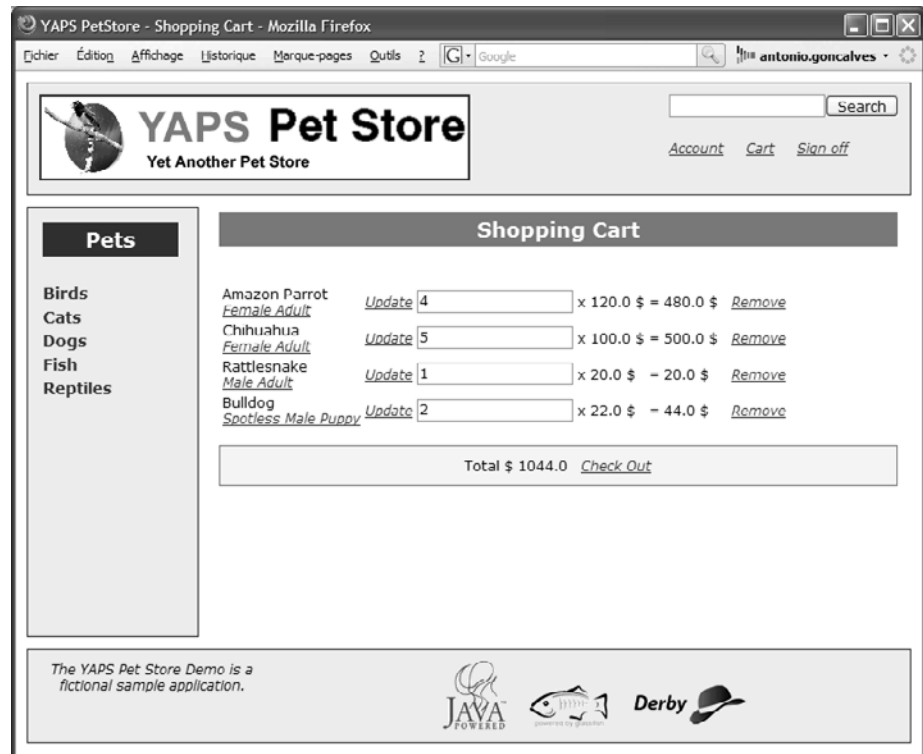 YAPS PetStore - Shopping Cart - Mozilla Firefox
Fichier Édition Affichage Historique Marque-pages Outils ? G Google antonio.goncalves
YAPS Pet Store
Yet Another Pet Store
Search
Account Cart Sign off
Pets
Birds
Cats
Dogs
Fish
Reptiles
Shopping Cart
Amazon Parrot
Female Adult Update 4 x 120.0 $ = 480.0 $ Remove
Chihuahua
Female Adult Update 5 x 100.0 $ = 500.0 $ Remove
Rattlesnake
Male Adult Update 1 x 20.0 $ = 20.0 $ Remove
Bulldog
Spotless Male Puppy Update 2 x 22.0 $ = 44.0 $ Remove
Total $ 1044.0 Check Out
The YAPS Pet Store Demo is a
fictional sample application.
JAVA
POWERED
powered by glassfish
Derby